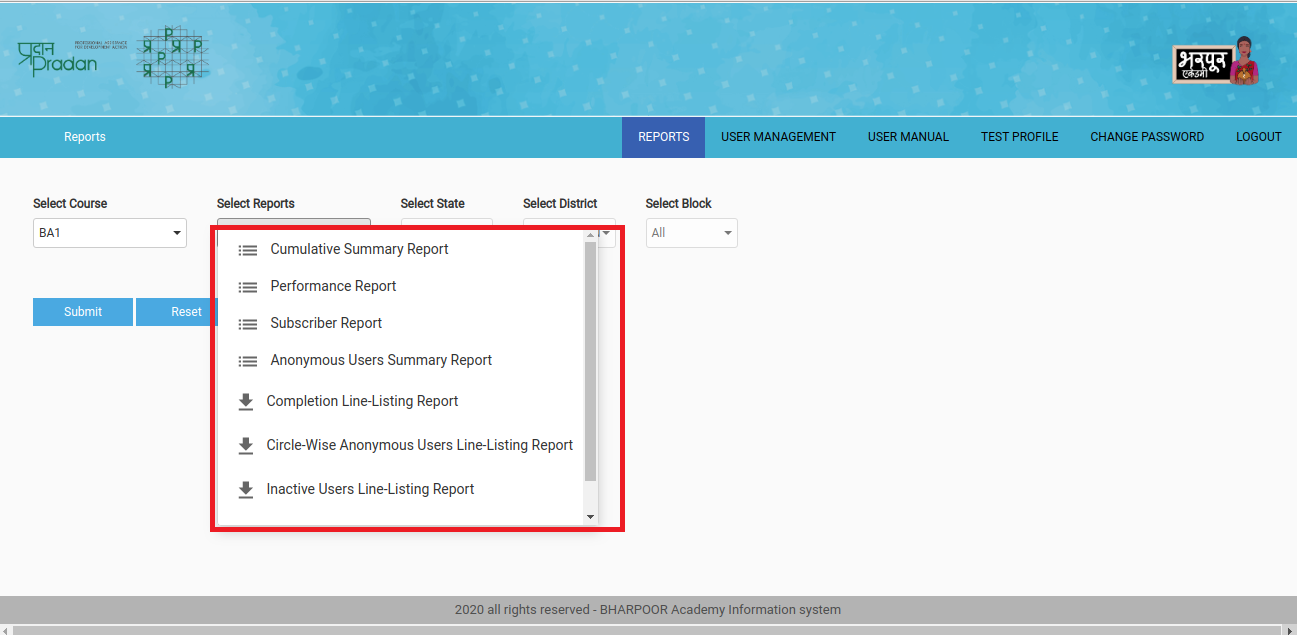 प्रदान
Pradan
PROFESSIONAL ASSISTANCE
FOR DEVELOPMENT ACTION
P
P P P
P
P P
P
भरपूर
एकेडमी
Reports
REPORTS
USER MANAGEMENT
USER MANUAL
TEST PROFILE
CHANGE PASSWORD
LOGOUT
Select Course
Select Reports
Select State
Select District
Select Block
BA1
All
Cumulative Summary Report
Performance Report
Subscriber Report
Anonymous Users Summary Report
Completion Line-Listing Report
Circle-Wise Anonymous Users Line-Listing Report
Inactive Users Line-Listing Report
Submit
Reset
2020 all rights reserved - BHARPOOR Academy Information system